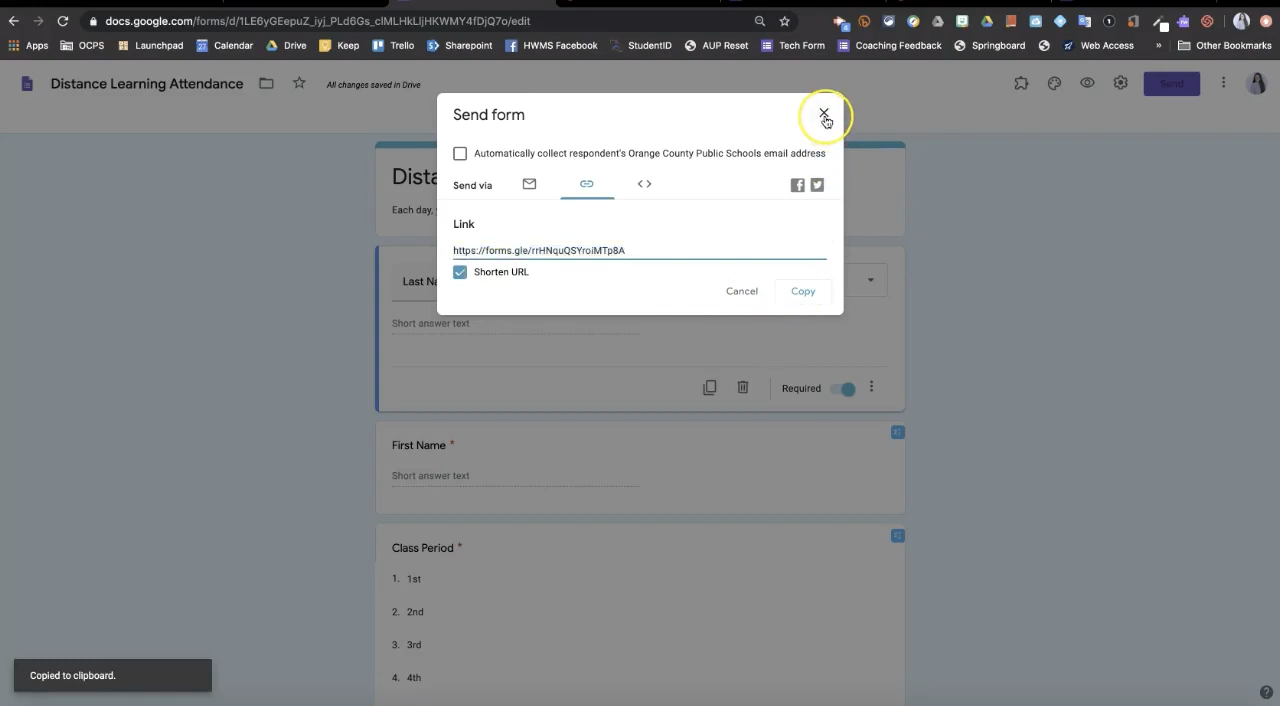 docs.google.com/forms/d/1LE6yGEepuZ_iyj_PLd6Gs_clMLHkLljHKWMY4fDjQ7o/edit
Apps OCPS Launchpad Calendar Drive Keep Trello Sharepoint HWMS Facebook StudentID AUP Reset Tech Form Coaching Feedback Springboard Web Access » Other Bookmarks
Distance Learning Attendance All changes saved in Drive Send
Send form
Automatically collect respondent's Orange County Public Schools email address
Send via
Dista
Each day,
Link
https://forms.gle/rrHNquQSYroiMTp8A
Shorten URL
Last Na
Cancel Copy
Short answer text
Required
First Name *
Short answer text
Class Period *
1. 1st
2. 2nd
3. 3rd
4. 4th
Copied to clipboard.